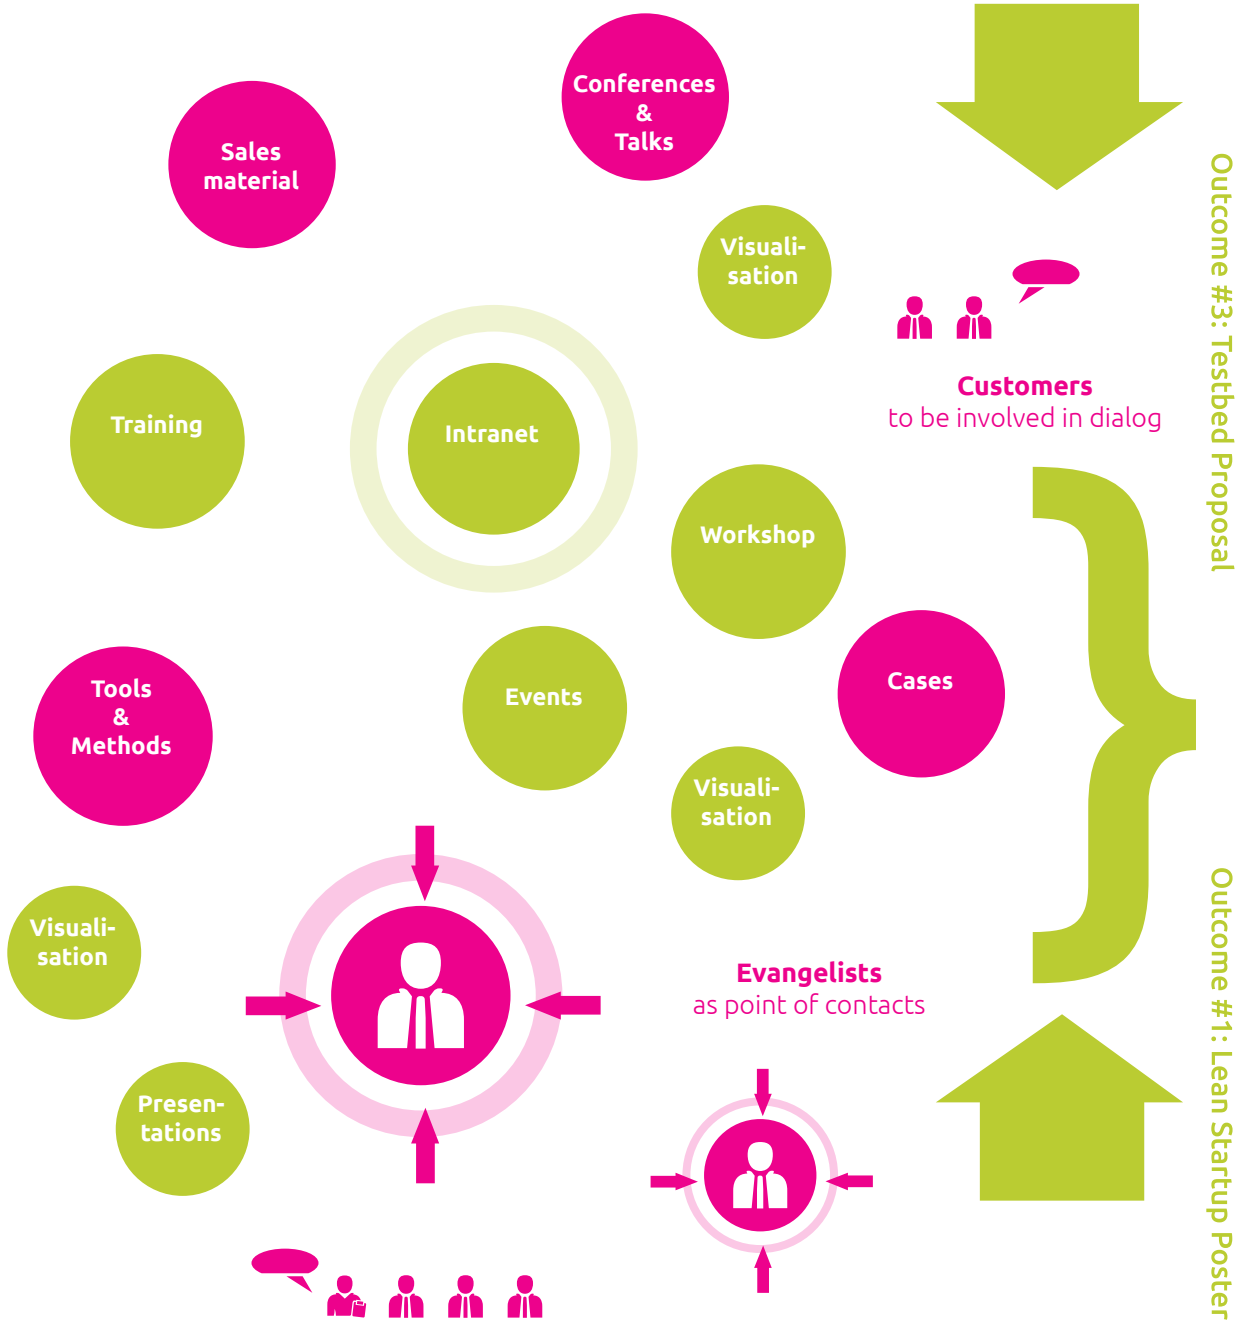 Conferences
&
Talks
Sales
material
Visuali-
sation
Customers
to be involved in dialog
Training
Intranet
Workshop
Tools
&
Methods
Events
Cases
Visuali-
sation
Visuali-
sation
Evangelists
as point of contacts
Presen-
tations
Outcome #3: Testbed Proposal
Outcome #1: Lean Startup Poster